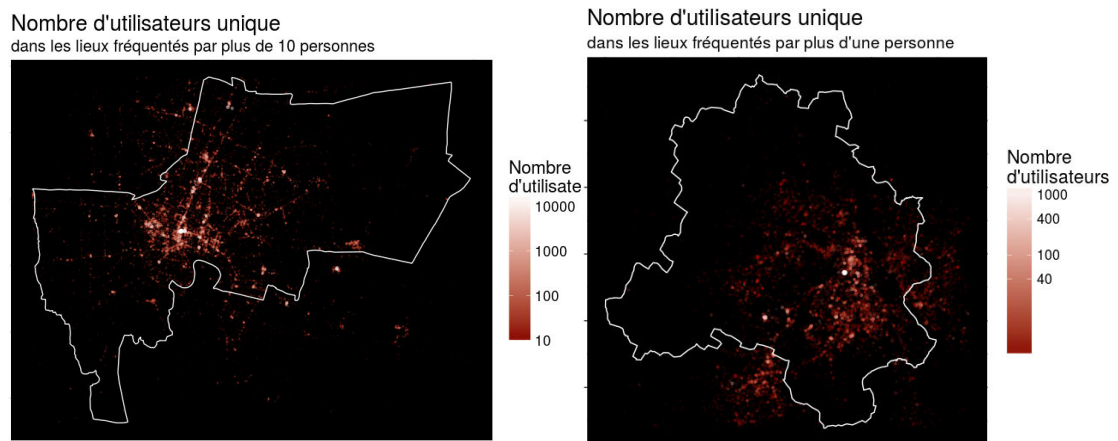 Nombre d'utilisateurs unique
dans les lieux fréquentés par plus de 10 personnes
Nombre
d'utilisate
10000
1000
100
10
Nombre d'utilisateurs unique
dans les lieux fréquentés par plus d'une personne
Nombre
d'utilisateurs
1000
400
100
40